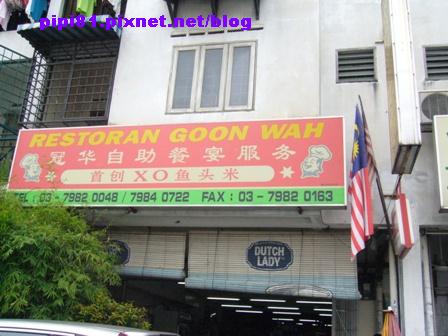 pipi81.pixnet.net/blog
RESTORAN GOON WAH
冠华自助餐宴服务
首创XO鱼头米
TEL : 03 - 7982 0048 / 7984 0722 FAX : 03 - 7982 0163
DUTCH
LADY